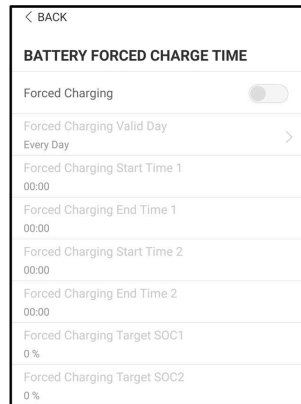 < BACK
BATTERY FORCED CHARGE TIME
Forced Charging
Forced Charging Valid Day
Every Day
Forced Charging Start Time 1
00:00
Forced Charging End Time 1
00:00
Forced Charging Start Time 2
00:00
Forced Charging End Time 2
00:00
Forced Charging Target SOC1
0 %
Forced Charging Target SOC2
0 %